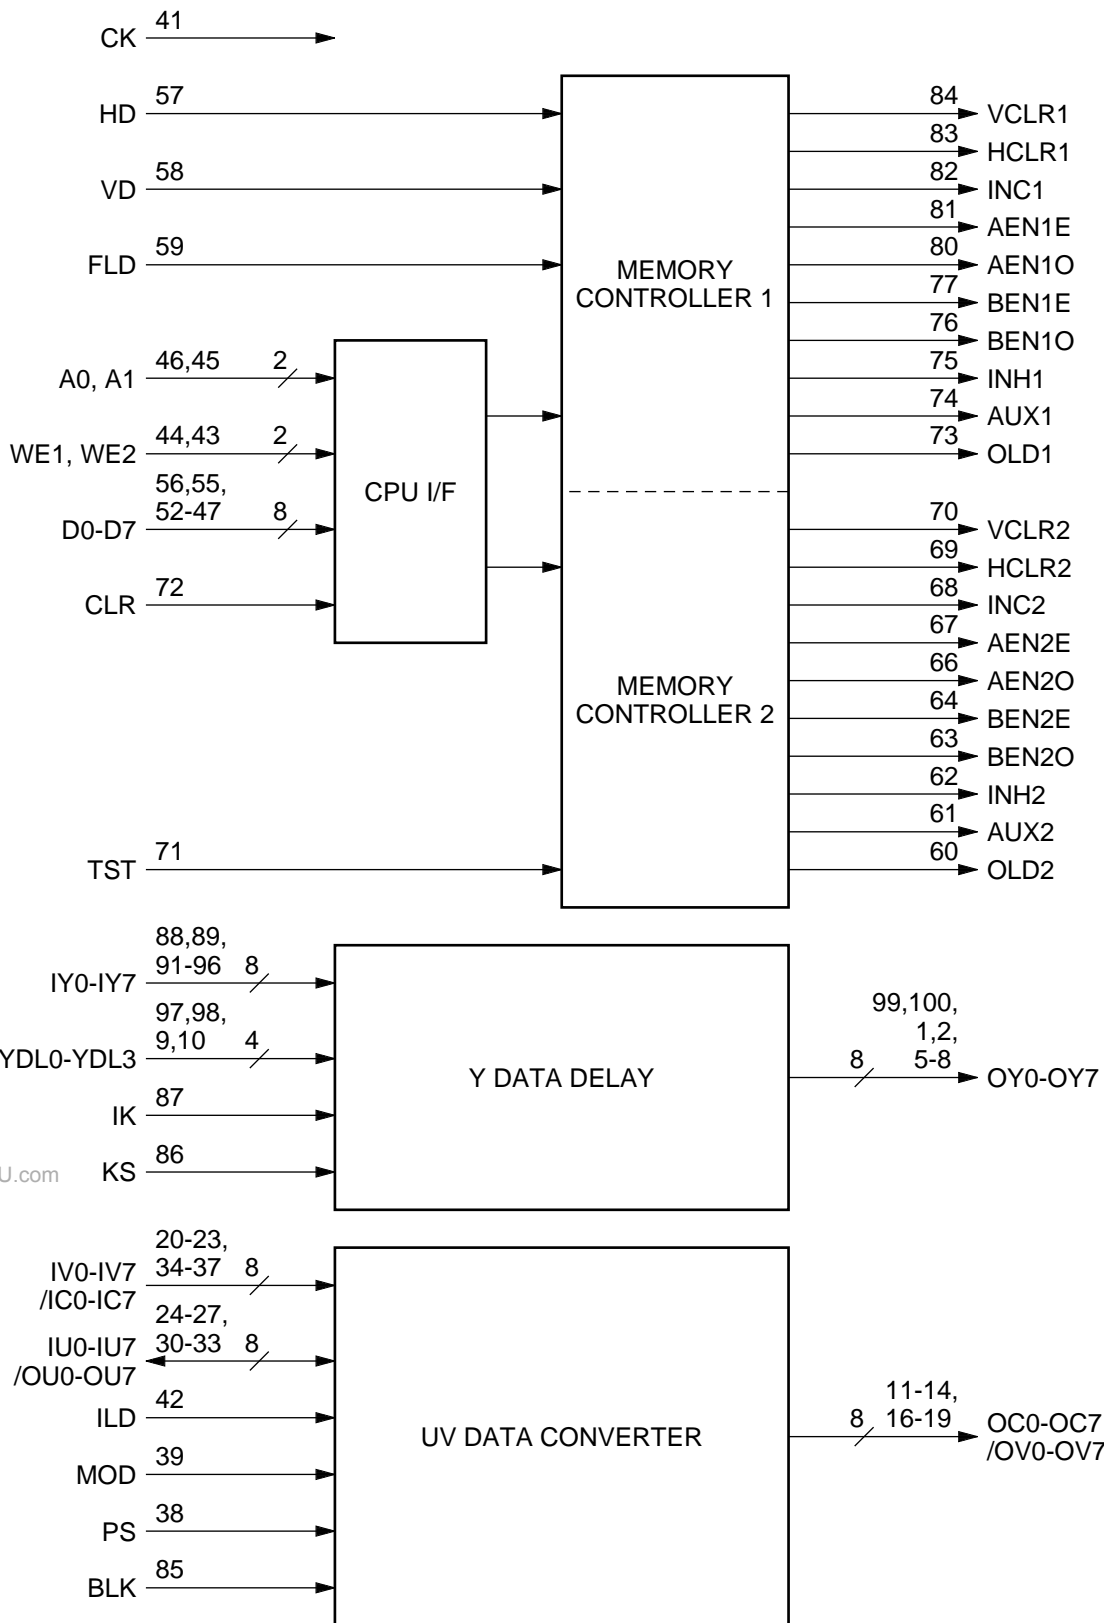 CK 41
HD 57
VD 58
FLD 59
A0, A1 46,45 2
WE1, WE2 44,43 2
56,55,
D0-D7 52-47 8
CLR 72
CPU I/F
TST 71
MEMORY
CONTROLLER 1
MEMORY
CONTROLLER 2
84 VCLR1
83 HCLR1
82 INC1
81 AEN1E
80 AEN1O
77 BEN1E
76 BEN1O
75 INH1
74 AUX1
73 OLD1
70 VCLR2
69 HCLR2
68 INC2
67 AEN2E
66 AEN2O
64 BEN2E
63 BEN2O
62 INH2
61 AUX2
60 OLD2
88,89,
IY0-IY7 91-96 8
97,98,
YDL0-YDL3 9,10 4
IK 87
KS 86
U.com
Y DATA DELAY
99,100,
1,2,
8 5-8 OY0-OY7
20-23,
IV0-IV7 34-37 8
/IC0-IC7
24-27,
IU0-IU7 30-33 8
/OU0-OU7
ILD 42
MOD 39
PS 38
BLK 85
UV DATA CONVERTER
11-14,
8 16-19 OC0-OC7
/OV0-OV7